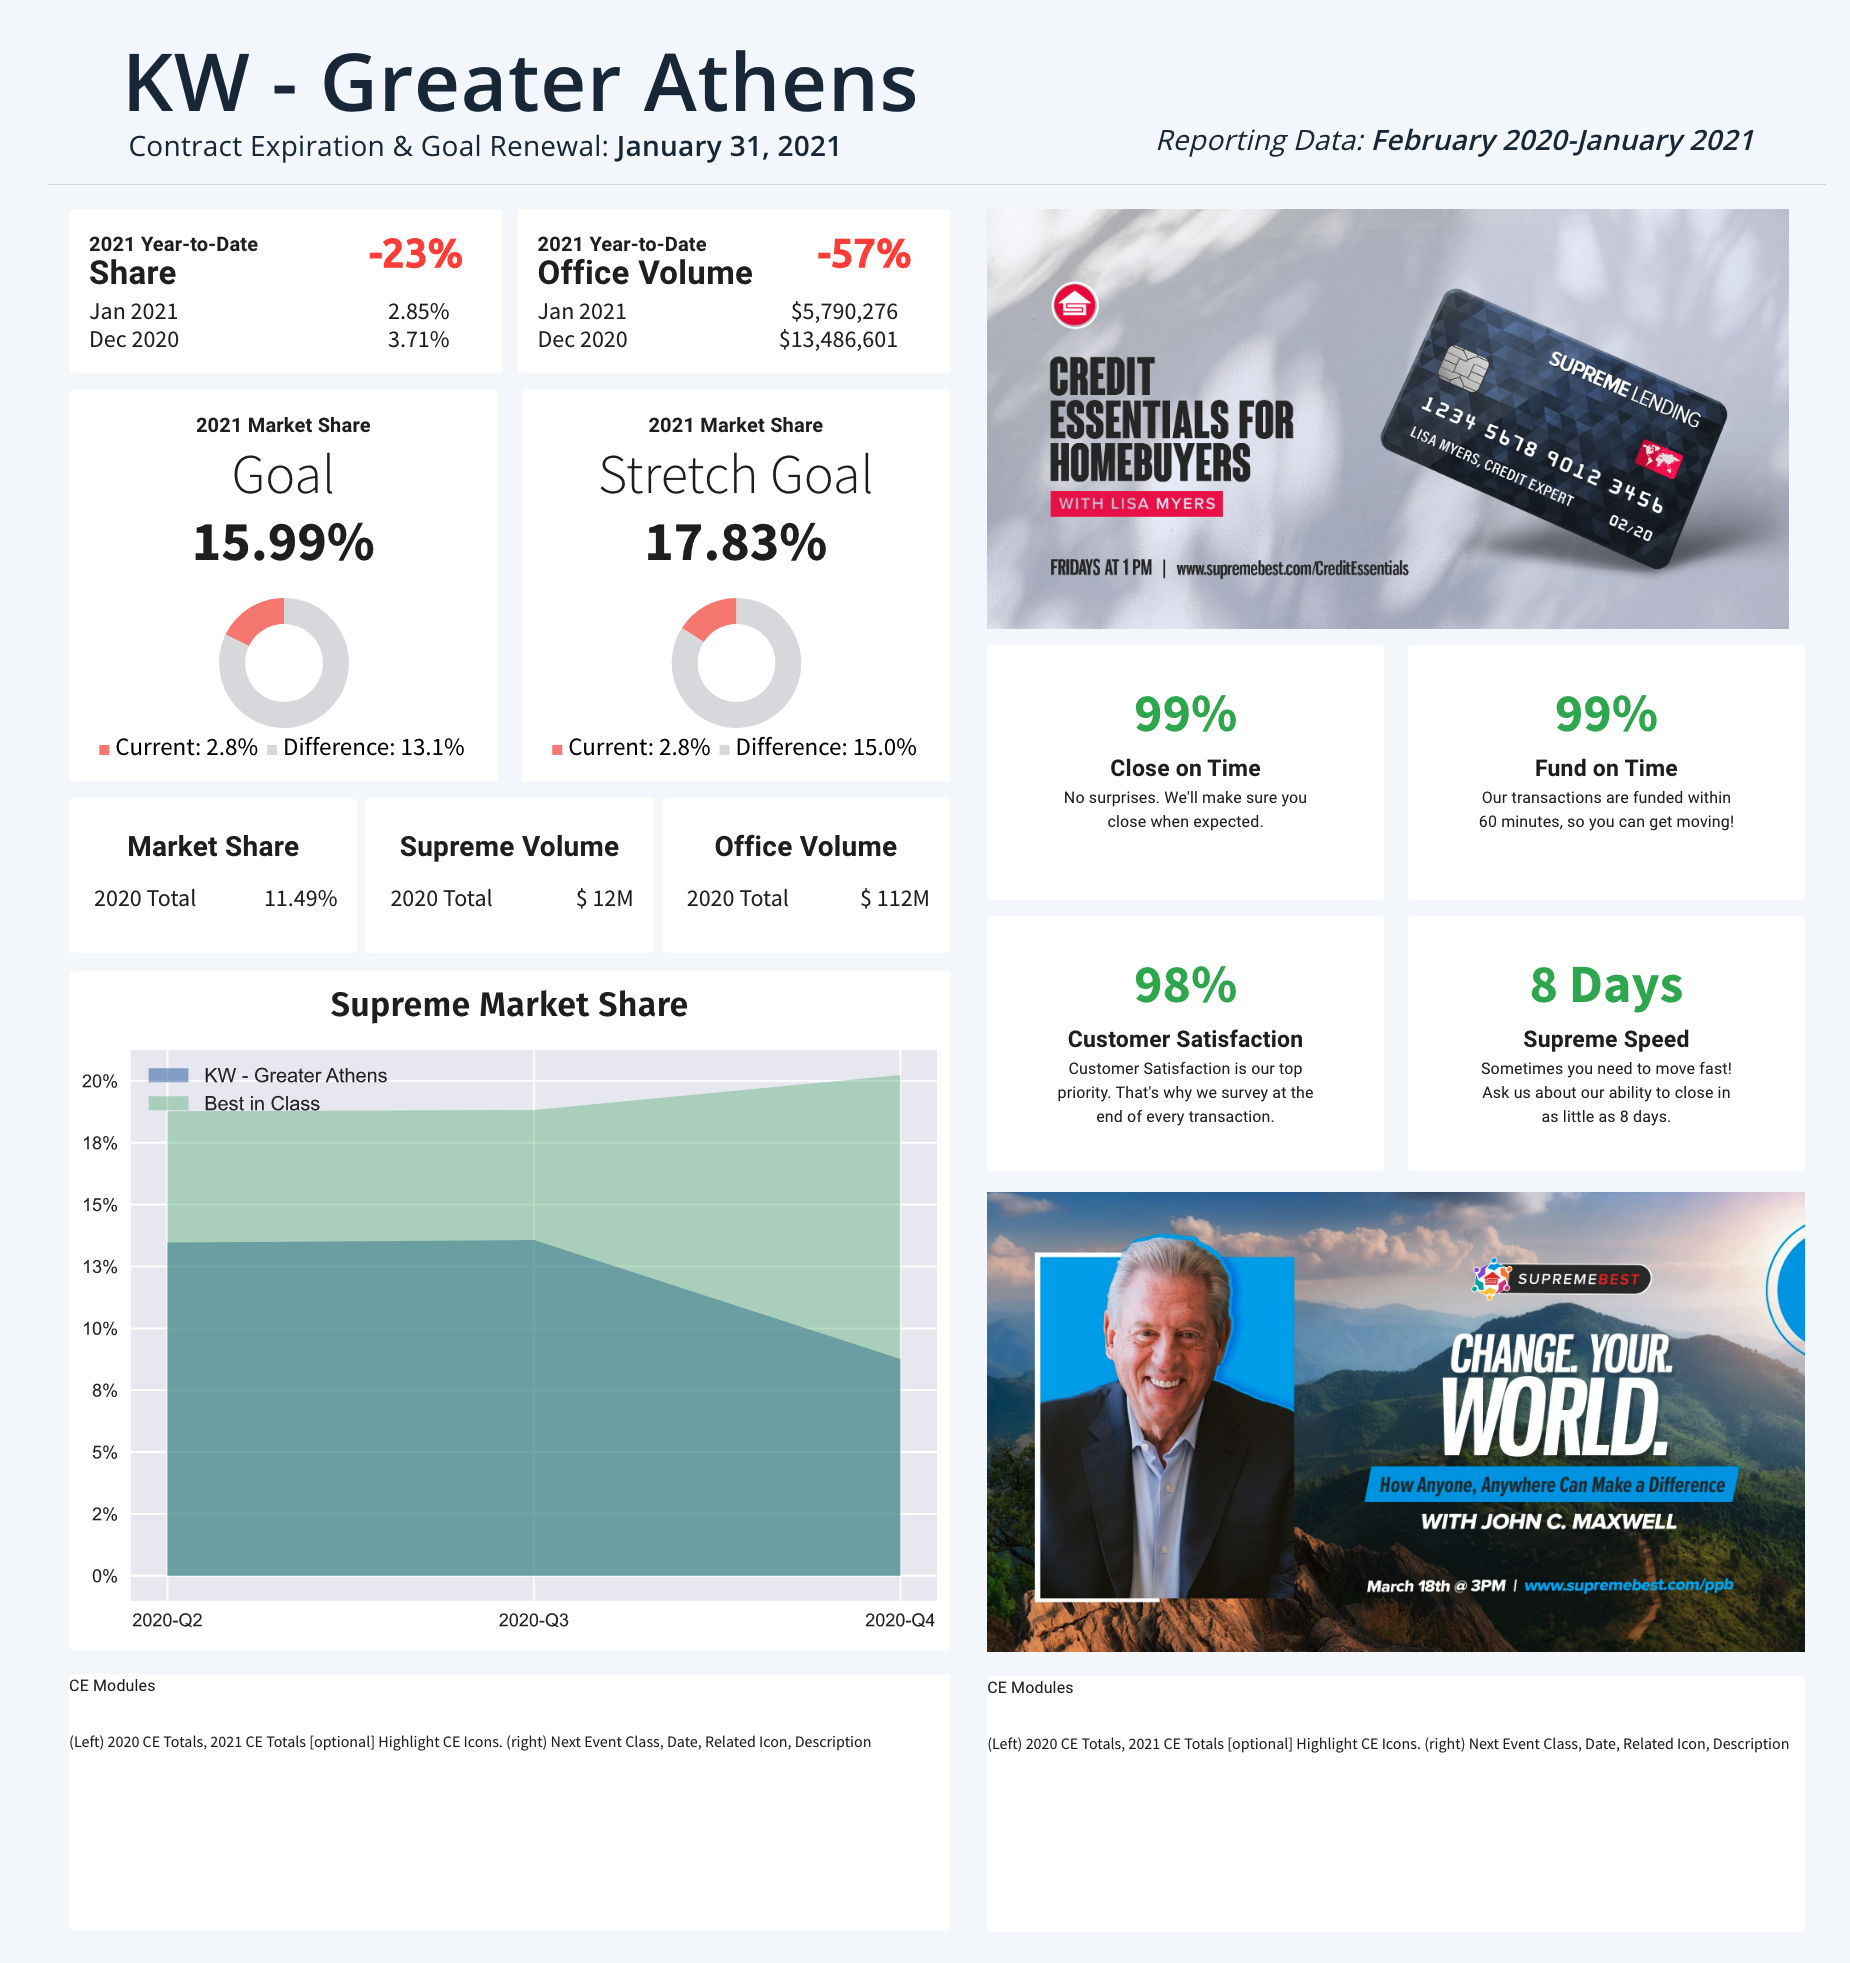 KW - Greater Athens
Contract Expiration & Goal Renewal: January 31, 2021
Reporting Data: February 2020-January 2021
2021 Year-to-Date
Share
-23%
Jan 2021 2.85%
Dec 2020 3.71%
2021 Year-to-Date
Office Volume
-57%
Jan 2021 $5,790,276
Dec 2020 $13,486,601
2021 Market Share
Goal
15.99%
Current: 2.8% Difference: 13.1%
2021 Market Share
Stretch Goal
17.83%
Current: 2.8% Difference: 15.0%
Market Share
2020 Total 11.49%
Supreme Volume
2020 Total $ 12M
Office Volume
2020 Total $ 112M
Supreme Market Share
KW - Greater Athens
Best in Class
20%
18%
15%
13%
10%
8%
5%
2%
0%
2020-Q2 2020-Q3 2020-Q4
CE Modules
(Left) 2020 CE Totals, 2021 CE Totals [optional] Highlight CE Icons. (right) Next Event Class, Date, Related Icon, Description
CREDIT
ESSENTIALS FOR
HOMEBUYERS
WITH LISA MYERS
FRIDAYS AT 1 PM | www.supremebest.com/CreditEssentials
SUPREME LENDING
1234 5678 9012 3456
LISA MYERS, CREDIT EXPERT
02/20
99%
Close on Time
No surprises. We'll make sure you
close when expected.
99%
Fund on Time
Our transactions are funded within
60 minutes, so you can get moving!
98%
Customer Satisfaction
Customer Satisfaction is our top
priority. That's why we survey at the
end of every transaction.
8 Days
Supreme Speed
Sometimes you need to move fast!
Ask us about our ability to close in
as little as 8 days.
SUPREMEBEST
CHANGE. YOUR.
WORLD.
How Anyone, Anywhere Can Make a Difference
WITH JOHN C. MAXWELL
March 18th @ 3PM | www.supremebest.com/ppb
CE Modules
(Left) 2020 CE Totals, 2021 CE Totals [optional] Highlight CE Icons. (right) Next Event Class, Date, Related Icon, Description